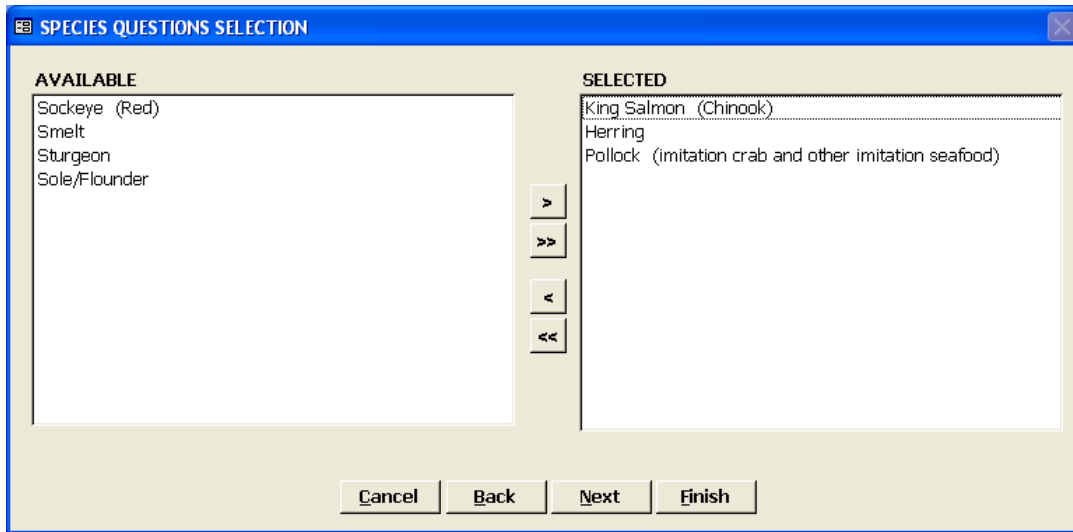 SPECIES QUESTIONS SELECTION
AVAILABLE
Sockeye (Red)
Smelt
Sturgeon
Sole/Flounder
>
>>
<
<<
SELECTED
King Salmon (Chinook)
Herring
Pollock (imitation crab and other imitation seafood)
Cancel Back Next Finish